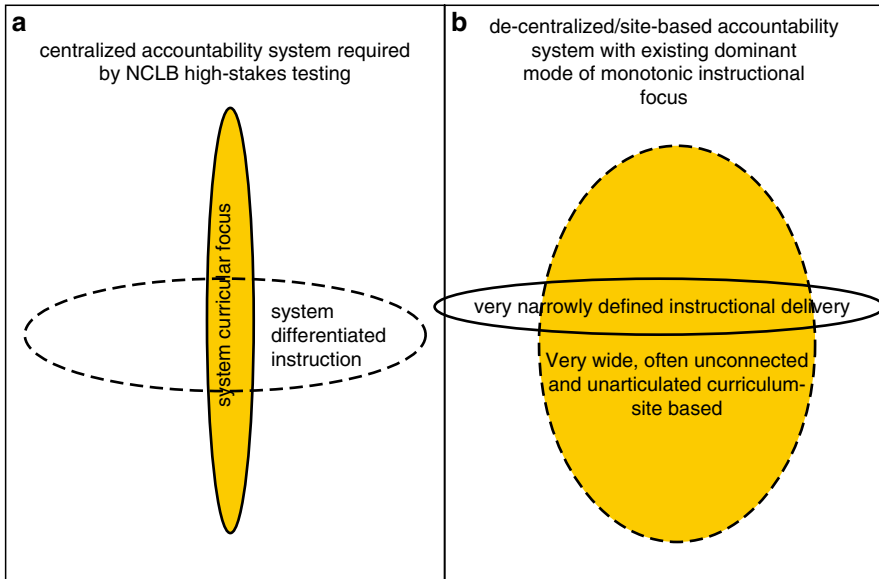 a
centralized accountability system required
by NCLB high-stakes testing
system curricular focus
system
differentiated
instruction
b
de-centralized/site-based accountability
system with existing dominant
mode of monotonic instructional
focus
very narrowly defined instructional delivery
Very wide, often unconnected
and unarticulated curriculum-
site based